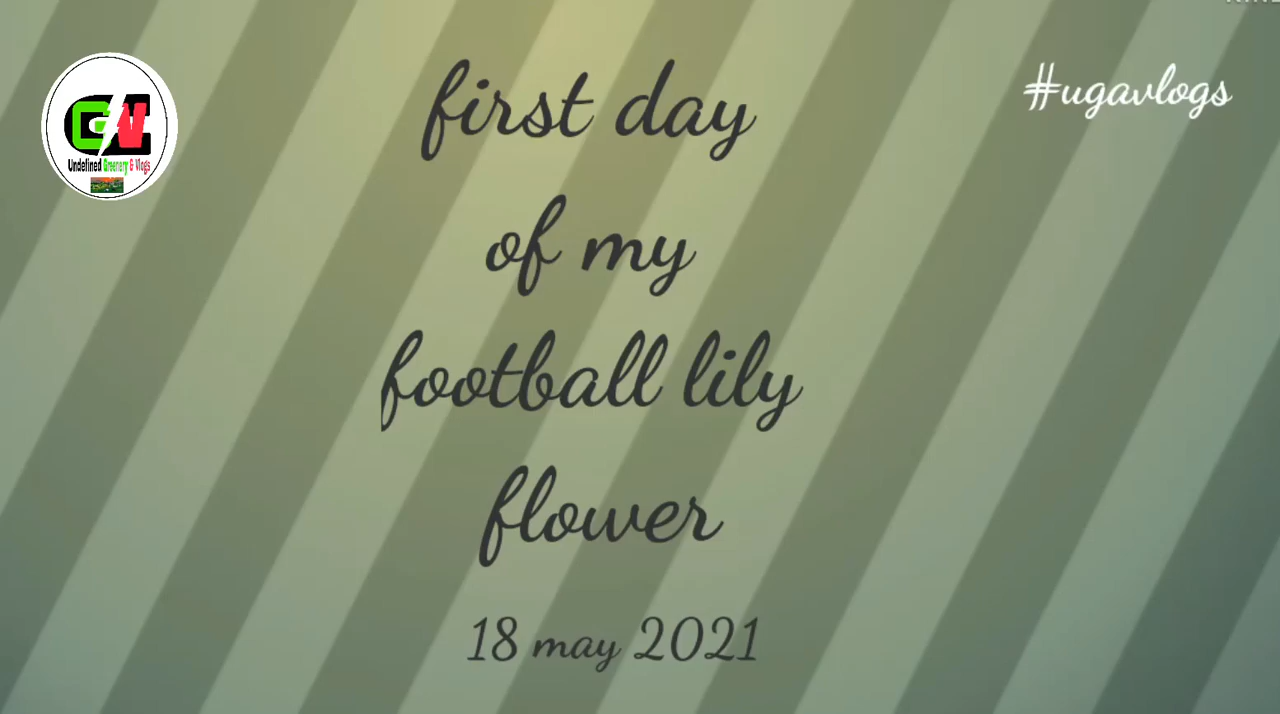 first day
#ugavlogs
of my
football lily
flower
18 may 2021
Undefined Greenery & Vlogs